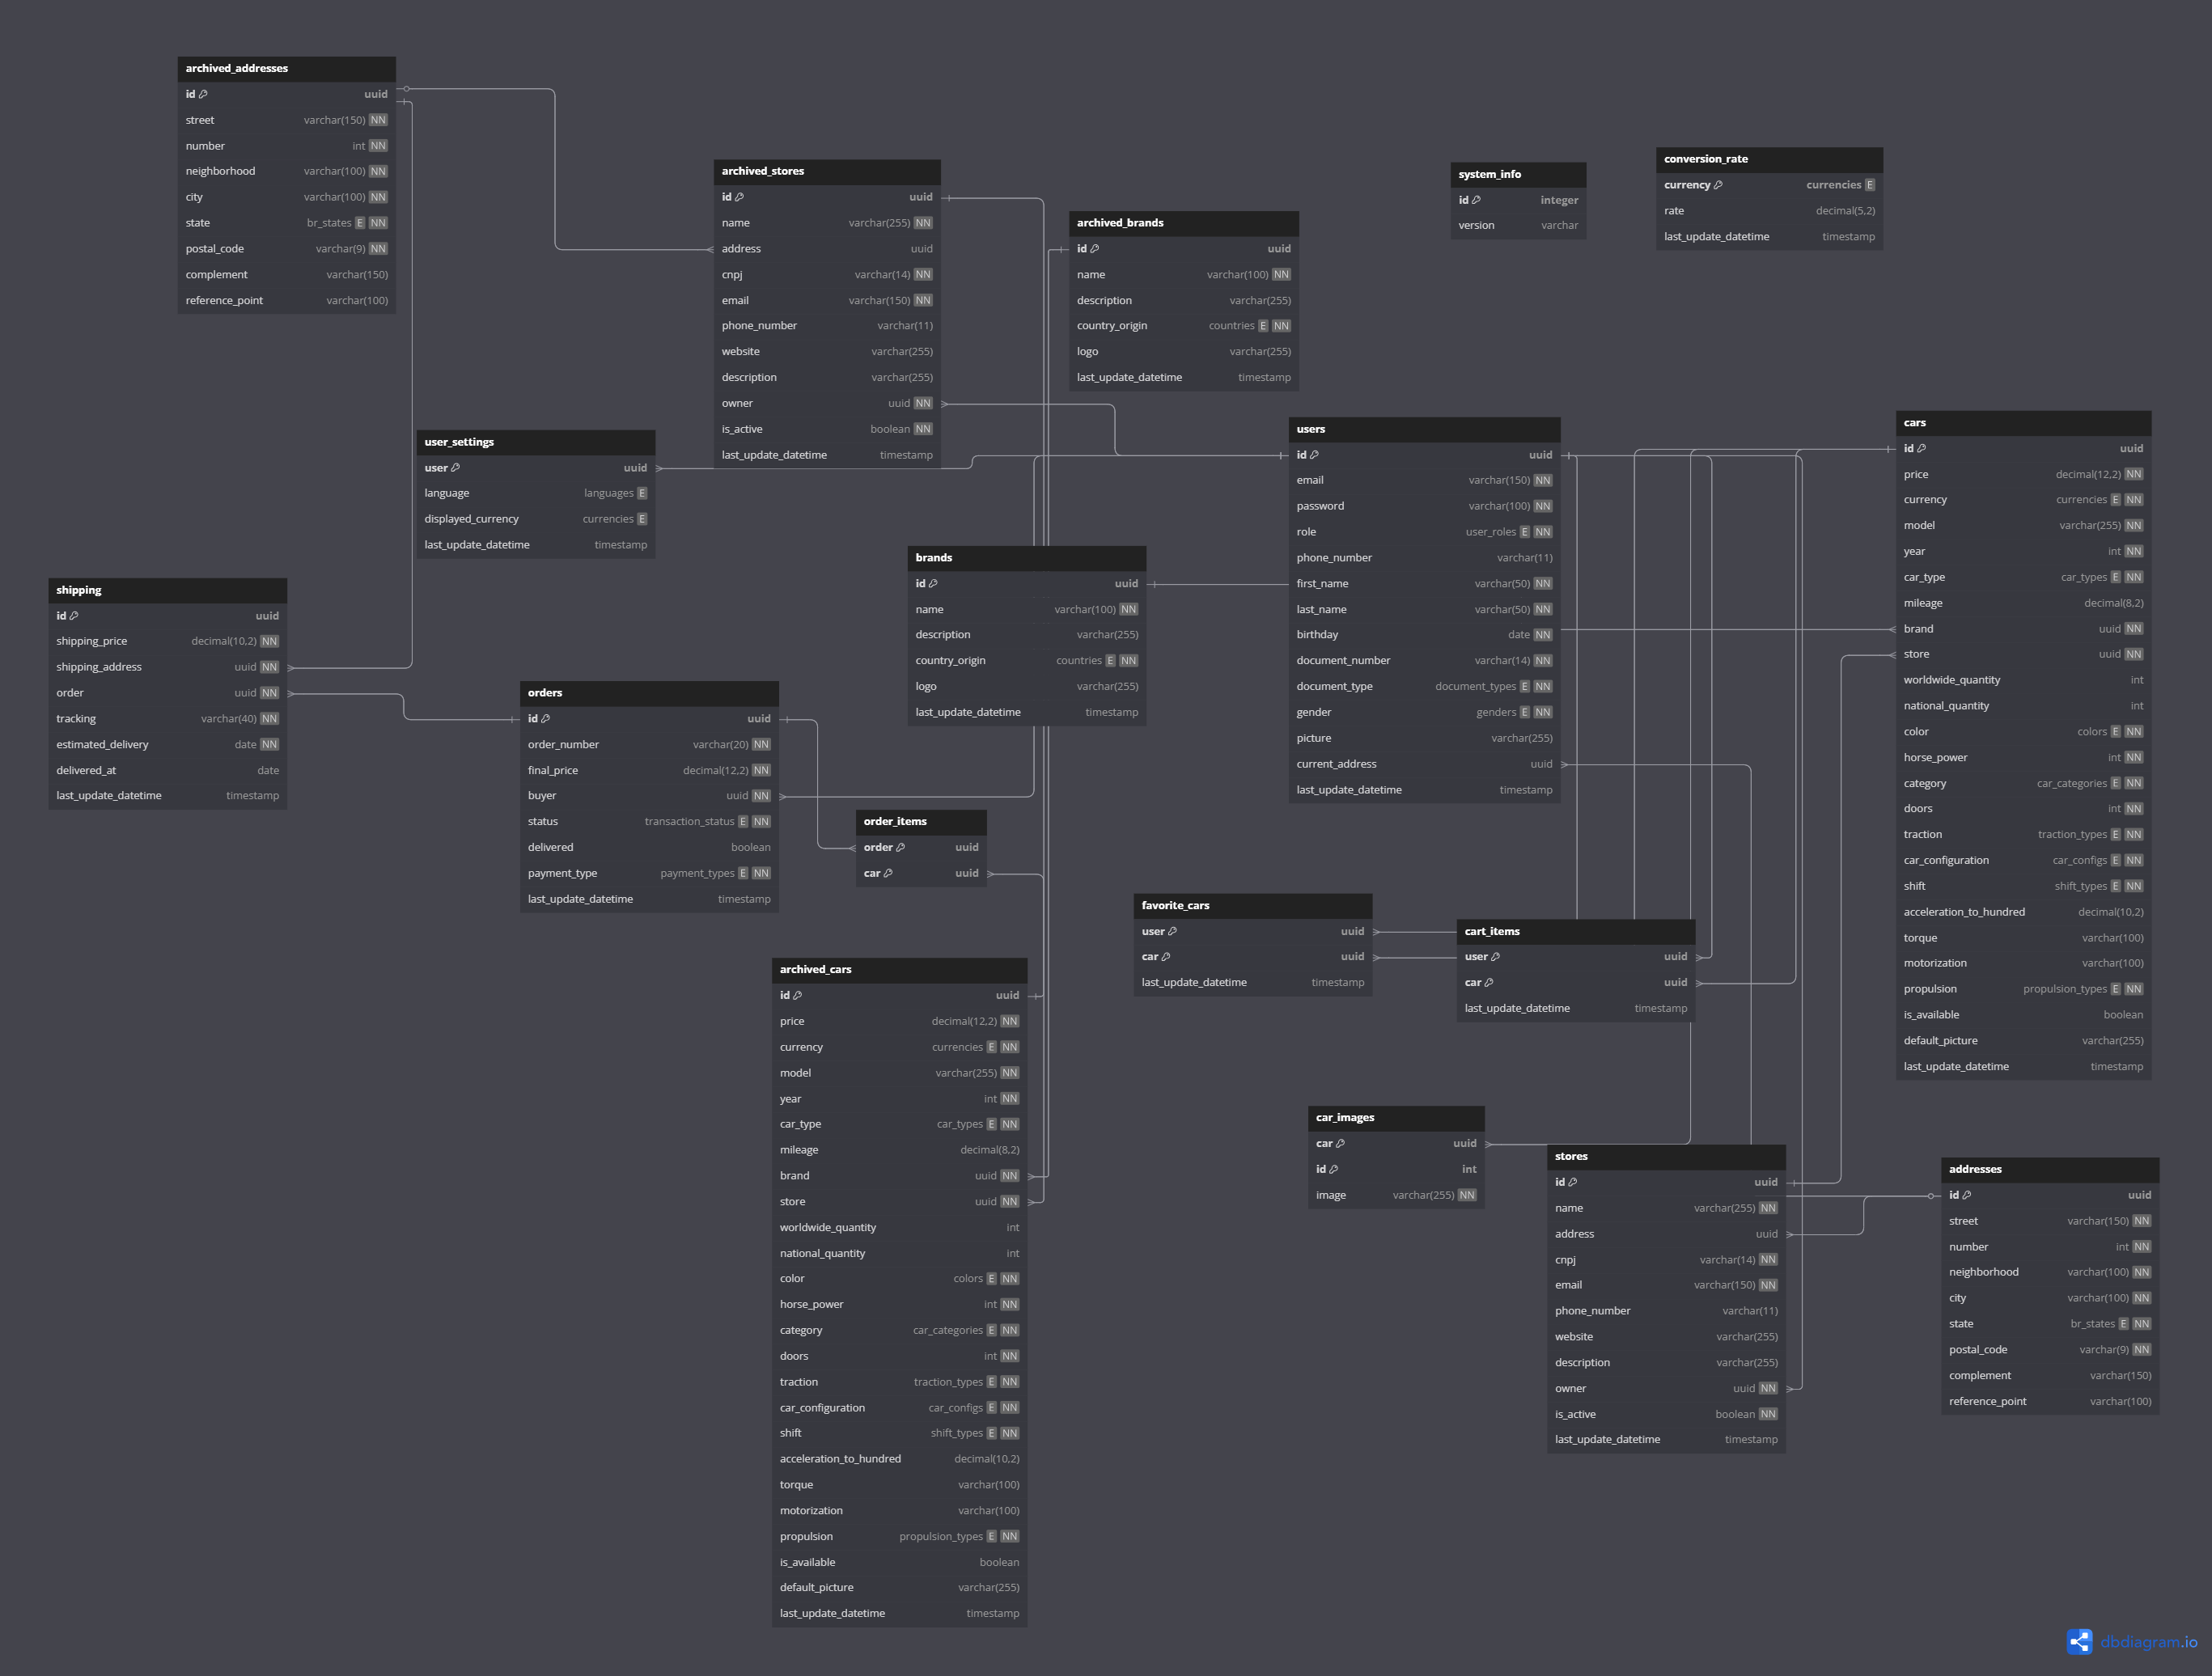 archived_addresses
id uuid
street varchar(150) NN
number int NN
neighborhood varchar(100) NN
city varchar(100) NN
state br_states E NN
postal_code varchar(9) NN
complement varchar(150)
reference_point varchar(100)
archived_stores
id uuid
name varchar(255) NN
address uuid
cnpj varchar(14) NN
email varchar(150) NN
phone_number varchar(11)
website varchar(255)
description varchar(255)
owner uuid NN
is_active boolean NN
last_update_datetime timestamp
archived_brands
id uuid
name varchar(100) NN
description varchar(255)
country_origin countries E NN
logo varchar(255)
last_update_datetime timestamp
system_info
id integer
version varchar
conversion_rate
currency currencies E
rate decimal(5,2)
last_update_datetime timestamp
user_settings
user uuid
language languages E
displayed_currency currencies E
last_update_datetime timestamp
users
id uuid
email varchar(150) NN
password varchar(100) NN
role user_roles E NN
phone_number varchar(11)
first_name varchar(50) NN
last_name varchar(50) NN
birthday date NN
document_number varchar(14) NN
document_type document_types E NN
gender genders E NN
picture varchar(255)
current_address uuid
last_update_datetime timestamp
cars
id uuid
price decimal(12,2) NN
currency currencies E NN
model varchar(255) NN
year int NN
car_type car_types E NN
mileage decimal(8,2)
brand uuid NN
store uuid NN
worldwide_quantity int
national_quantity int
color colors E NN
horse_power int NN
category car_categories E NN
doors int NN
traction traction_types E NN
car_configuration car_configs E NN
shift shift_types E NN
acceleration_to_hundred decimal(10,2)
torque varchar(100)
motorization varchar(100)
propulsion propulsion_types E NN
is_available boolean
default_picture varchar(255)
last_update_datetime timestamp
shipping
id uuid
shipping_price decimal(10,2) NN
shipping_address uuid NN
order uuid NN
tracking varchar(40) NN
estimated_delivery date NN
delivered_at date
last_update_datetime timestamp
brands
id uuid
name varchar(100) NN
description varchar(255)
country_origin countries E NN
logo varchar(255)
last_update_datetime timestamp
orders
id uuid
order_number varchar(20) NN
final_price decimal(12,2) NN
buyer uuid NN
status transaction_status E NN
delivered boolean
payment_type payment_types E NN
last_update_datetime timestamp
order_items
order uuid
car uuid
favorite_cars
user uuid
car uuid
last_update_datetime timestamp
cart_items
user uuid
car uuid
last_update_datetime timestamp
archived_cars
id uuid
price decimal(12,2) NN
currency currencies E NN
model varchar(255) NN
year int NN
car_type car_types E NN
mileage decimal(8,2)
brand uuid NN
store uuid NN
worldwide_quantity int
national_quantity int
color colors E NN
horse_power int NN
category car_categories E NN
doors int NN
traction traction_types E NN
car_configuration car_configs E NN
shift shift_types E NN
acceleration_to_hundred decimal(10,2)
torque varchar(100)
motorization varchar(100)
propulsion propulsion_types E NN
is_available boolean
default_picture varchar(255)
last_update_datetime timestamp
car_images
car uuid
id int
image varchar(255) NN
stores
id uuid
name varchar(255) NN
address uuid
cnpj varchar(14) NN
email varchar(150) NN
phone_number varchar(11)
website varchar(255)
description varchar(255)
owner uuid NN
is_active boolean NN
last_update_datetime timestamp
addresses
id uuid
street varchar(150) NN
number int NN
neighborhood varchar(100) NN
city varchar(100) NN
state br_states E NN
postal_code varchar(9) NN
complement varchar(150)
reference_point varchar(100)
dbdiagram.io